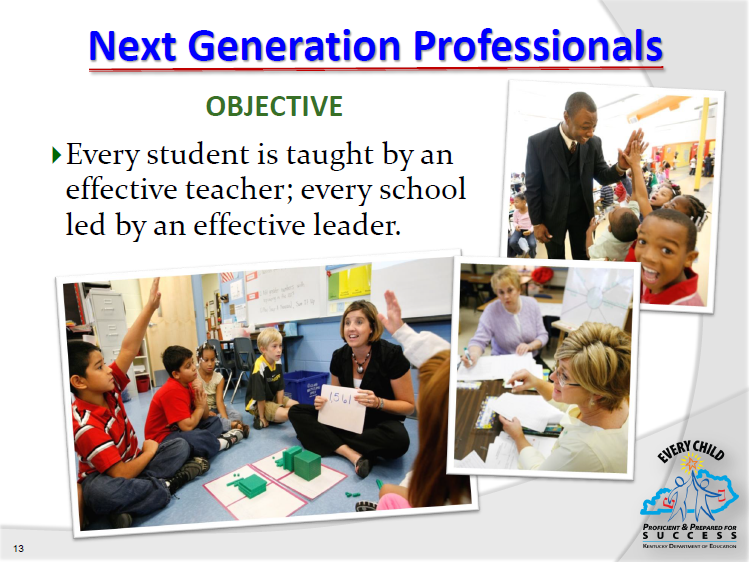 Next Generation Professionals
OBJECTIVE
Every student is taught by an
effective teacher; every school
led by an effective leader.
1561
EVERY CHILD
PROFICIENT & PREPARED FOR
SUCCESS
KENTUCKY DEPARTMENT OF EDUCATION
13